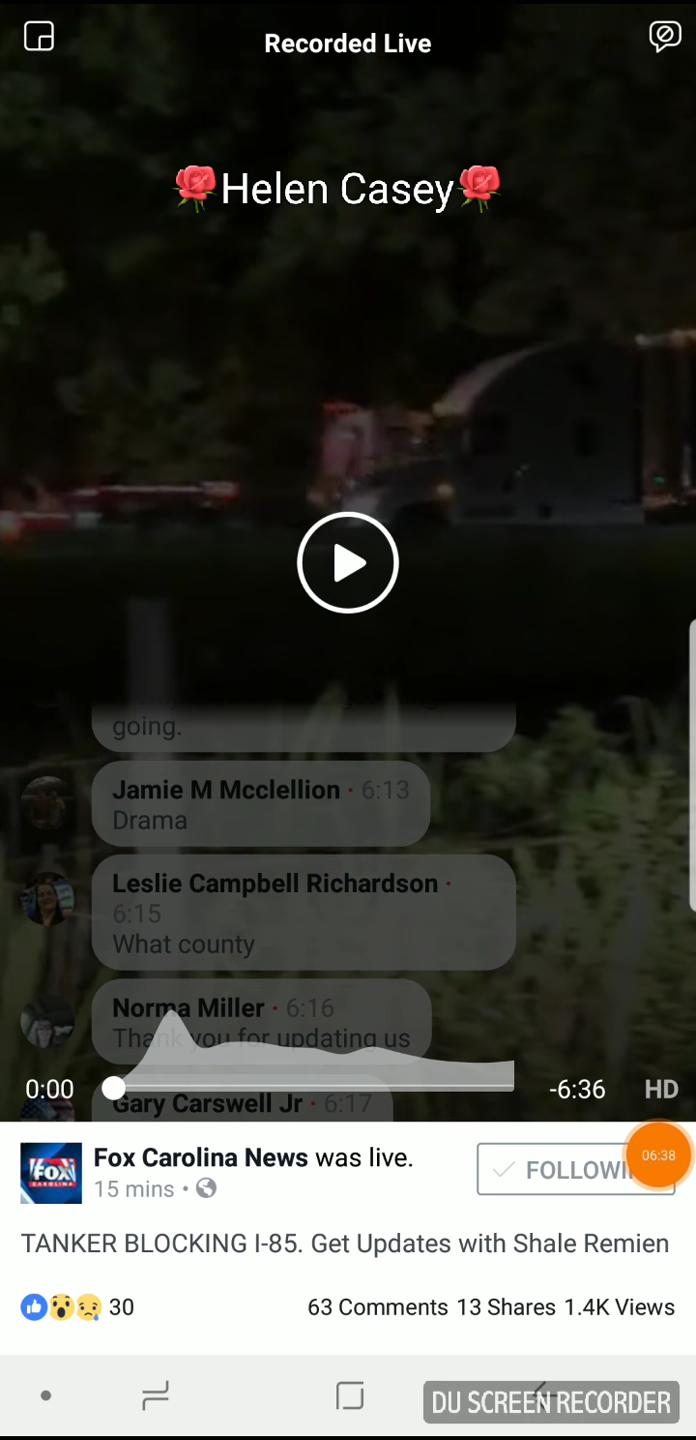 Recorded Live
🌹Helen Casey🌹
going.
Jamie M Mcclellion · 6:13
Drama
Leslie Campbell Richardson ·
6:15
What county
Norma Miller · 6:16
Thank you for updating us
0:00
-6:36
HD
Gary Carswell Jr · 6:17
FOX
CAROLINA
Fox Carolina News was live.
15 mins ·
FOLLOWI
06:38
TANKER BLOCKING I-85. Get Updates with Shale Remien
30
63 Comments 13 Shares 1.4K Views
DU SCREEN RECORDER